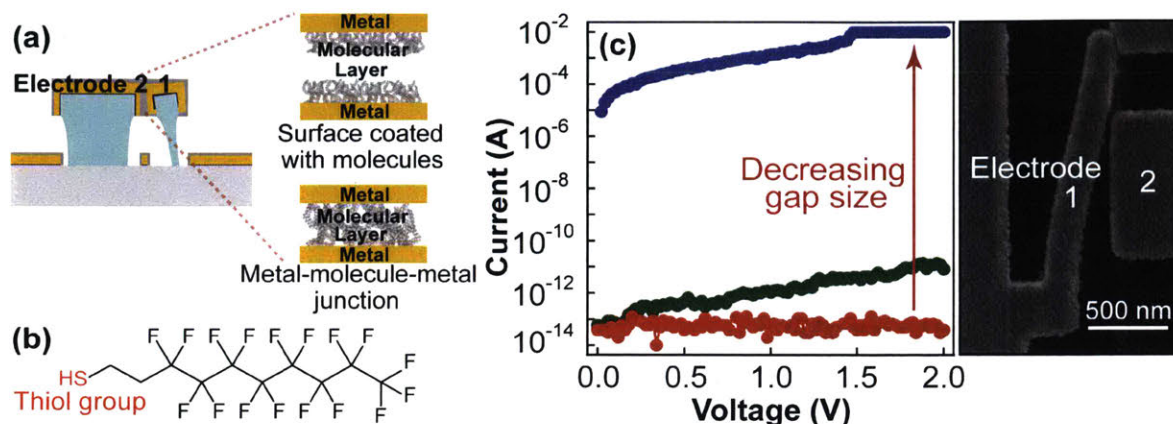 (a)
Electrode 2 1
Metal
Molecular
Layer
Metal
Surface coated
with molecules
Metal
Molecular
Layer
Metal
Metal-molecule-metal
junction
(b)
HS
Thiol group
F F F F F F F F F
F
F F F F F F F F F
(c)
Current (A)
10⁻²
10⁻⁴
10⁻⁶
10⁻⁸
10⁻¹⁰
10⁻¹²
10⁻¹⁴
Decreasing
gap size
0.0 0.5 1.0 1.5 2.0
Voltage (V)
Electrode
1
2
500 nm